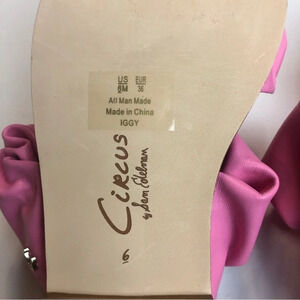 US EUR
6M 36
All Man Made
Made in China
IGGY
Circus
by Sam Edelman
6